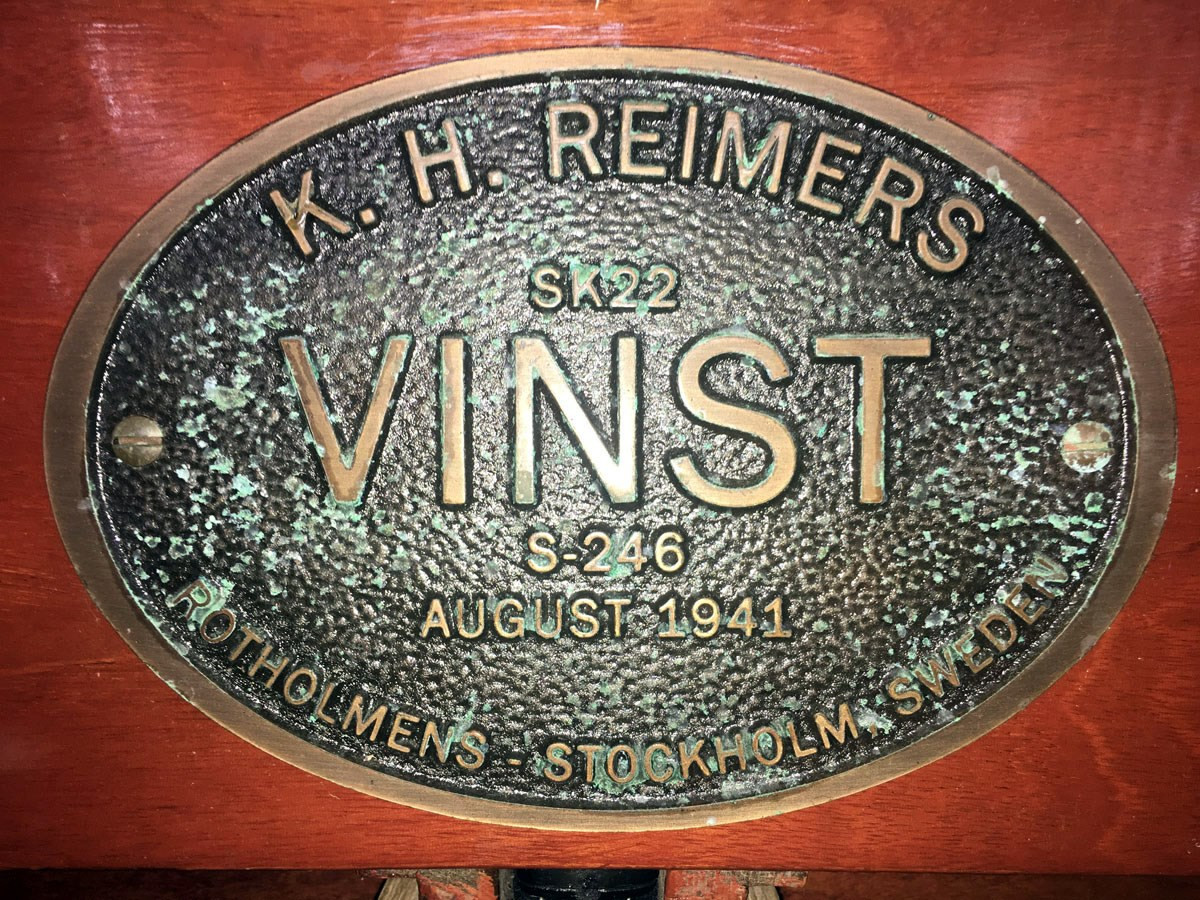 K. H. REIMERS
SK22
VINST
S-246
AUGUST 1941
ROTHOLMENS - STOCKHOLM, SWEDEN